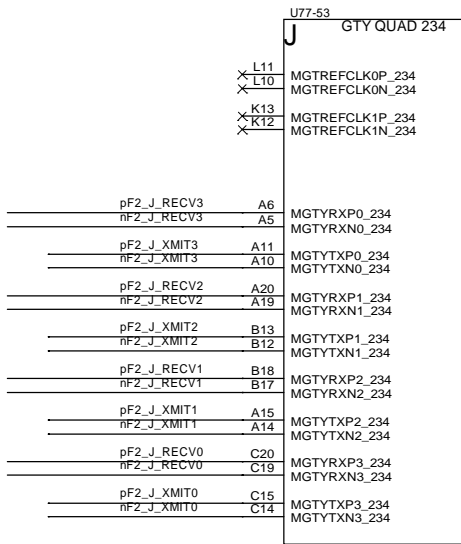 U77-53
J GTY QUAD 234
L11 MGTREFCLK0P_234
L10 MGTREFCLK0N_234
K13 MGTREFCLK1P_234
K12 MGTREFCLK1N_234
pF2_J_RECV3 A6 MGTYRXP0_234
nF2_J_RECV3 A5 MGTYRXN0_234
pF2_J_XMIT3 A11 MGTYTXP0_234
nF2_J_XMIT3 A10 MGTYTXN0_234
pF2_J_RECV2 A20 MGTYRXP1_234
nF2_J_RECV2 A19 MGTYRXN1_234
pF2_J_XMIT2 B13 MGTYTXP1_234
nF2_J_XMIT2 B12 MGTYTXN1_234
pF2_J_RECV1 B18 MGTYRXP2_234
nF2_J_RECV1 B17 MGTYRXN2_234
pF2_J_XMIT1 A15 MGTYTXP2_234
nF2_J_XMIT1 A14 MGTYTXN2_234
pF2_J_RECV0 C20 MGTYRXP3_234
nF2_J_RECV0 C19 MGTYRXN3_234
pF2_J_XMIT0 C15 MGTYTXP3_234
nF2_J_XMIT0 C14 MGTYTXN3_234